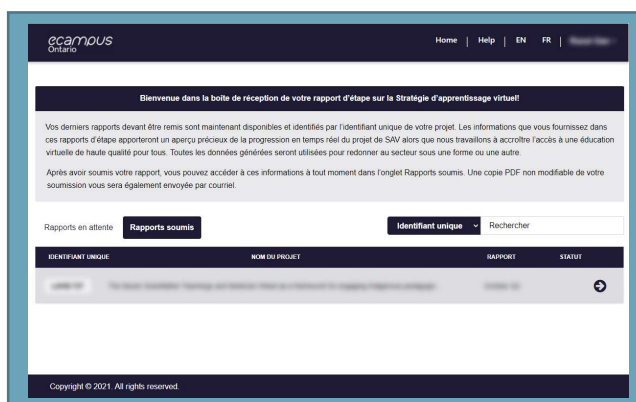 ecampus
Ontario
Home | Help | EN FR |
Bienvenue dans la boîte de réception de votre rapport d'étape sur la Stratégie d'apprentissage virtuel!
Vos derniers rapports devant être remis sont maintenant disponibles et identifiés par l'identifiant unique de votre projet. Les informations que vous fournissez dans
ces rapports d'étape apporteront un aperçu précieux de la progression en temps réel du projet de SAV alors que nous travaillons à accroître l'accès à une éducation
virtuelle de haute qualité pour tous. Toutes les données générées seront utilisées pour redonner au secteur sous une forme ou une autre.
Après avoir soumis votre rapport, vous pouvez accéder à ces informations à tout moment dans l'onglet Rapports soumis. Une copie PDF non modifiable de votre
soumission vous sera également envoyée par courriel.
Rapports en attente Rapports soumis Identifiant unique Rechercher
IDENTIFIANT UNIQUE NOM DU PROJET RAPPORT STATUT
Copyright © 2021. All rights reserved.